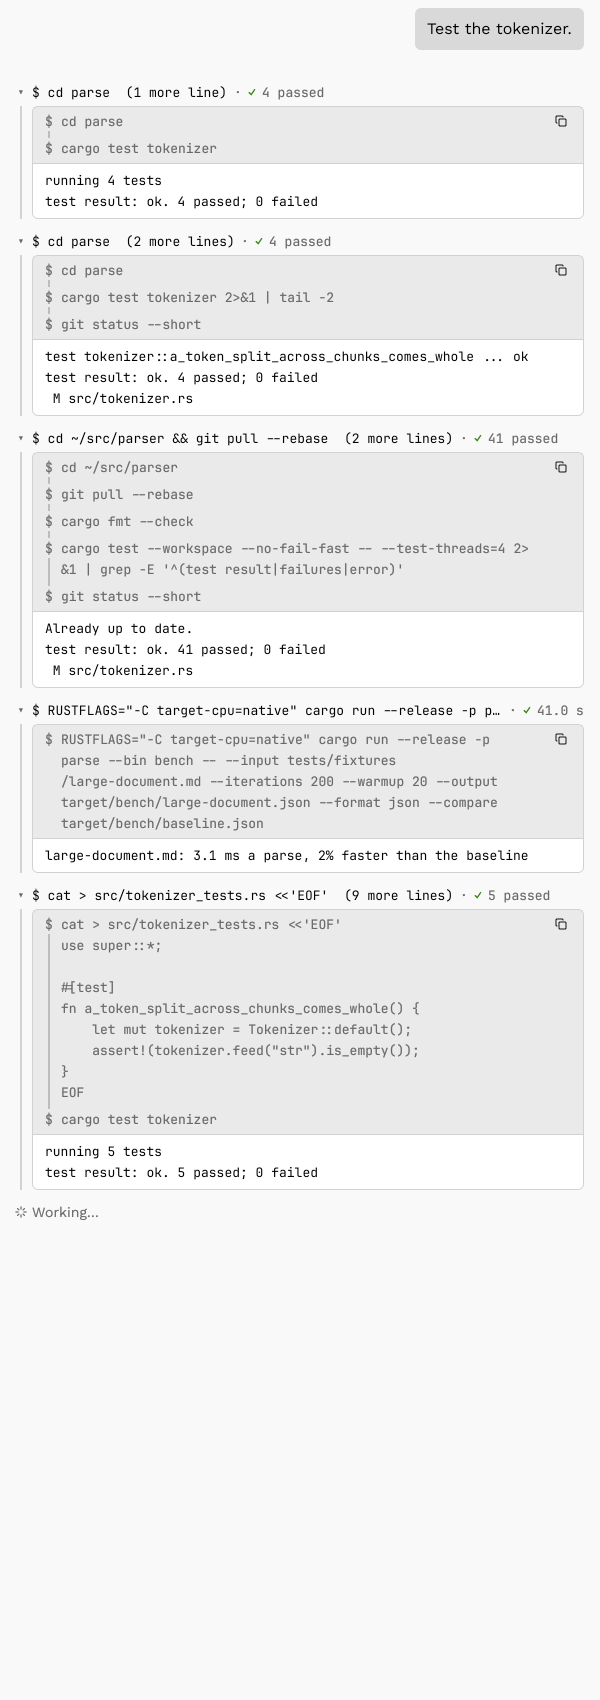 Test the tokenizer.
▾ $ cd parse (1 more line) · ✓ 4 passed
$ cd parse
$ cargo test tokenizer
running 4 tests
test result: ok. 4 passed; 0 failed
▾ $ cd parse (2 more lines) · ✓ 4 passed
$ cd parse
$ cargo test tokenizer 2>&1 | tail -2
$ git status --short
test tokenizer::a_token_split_across_chunks_comes_whole ... ok
test result: ok. 4 passed; 0 failed
 M src/tokenizer.rs
▾ $ cd ~/src/parser && git pull --rebase (2 more lines) · ✓ 41 passed
$ cd ~/src/parser
$ git pull --rebase
$ cargo fmt --check
$ cargo test --workspace --no-fail-fast -- --test-threads=4 2>
&1 | grep -E '^(test result|failures|error)'
$ git status --short
Already up to date.
test result: ok. 41 passed; 0 failed
 M src/tokenizer.rs
▾ $ RUSTFLAGS="-C target-cpu=native" cargo run --release -p p… · ✓ 41.0 s
$ RUSTFLAGS="-C target-cpu=native" cargo run --release -p
parse --bin bench -- --input tests/fixtures
/large-document.md --iterations 200 --warmup 20 --output
target/bench/large-document.json --format json --compare
target/bench/baseline.json
large-document.md: 3.1 ms a parse, 2% faster than the baseline
▾ $ cat > src/tokenizer_tests.rs <<'EOF' (9 more lines) · ✓ 5 passed
$ cat > src/tokenizer_tests.rs <<'EOF'
use super::*;

#[test]
fn a_token_split_across_chunks_comes_whole() {
    let mut tokenizer = Tokenizer::default();
    assert!(tokenizer.feed("str").is_empty());
}
EOF
$ cargo test tokenizer
running 5 tests
test result: ok. 5 passed; 0 failed
Working...